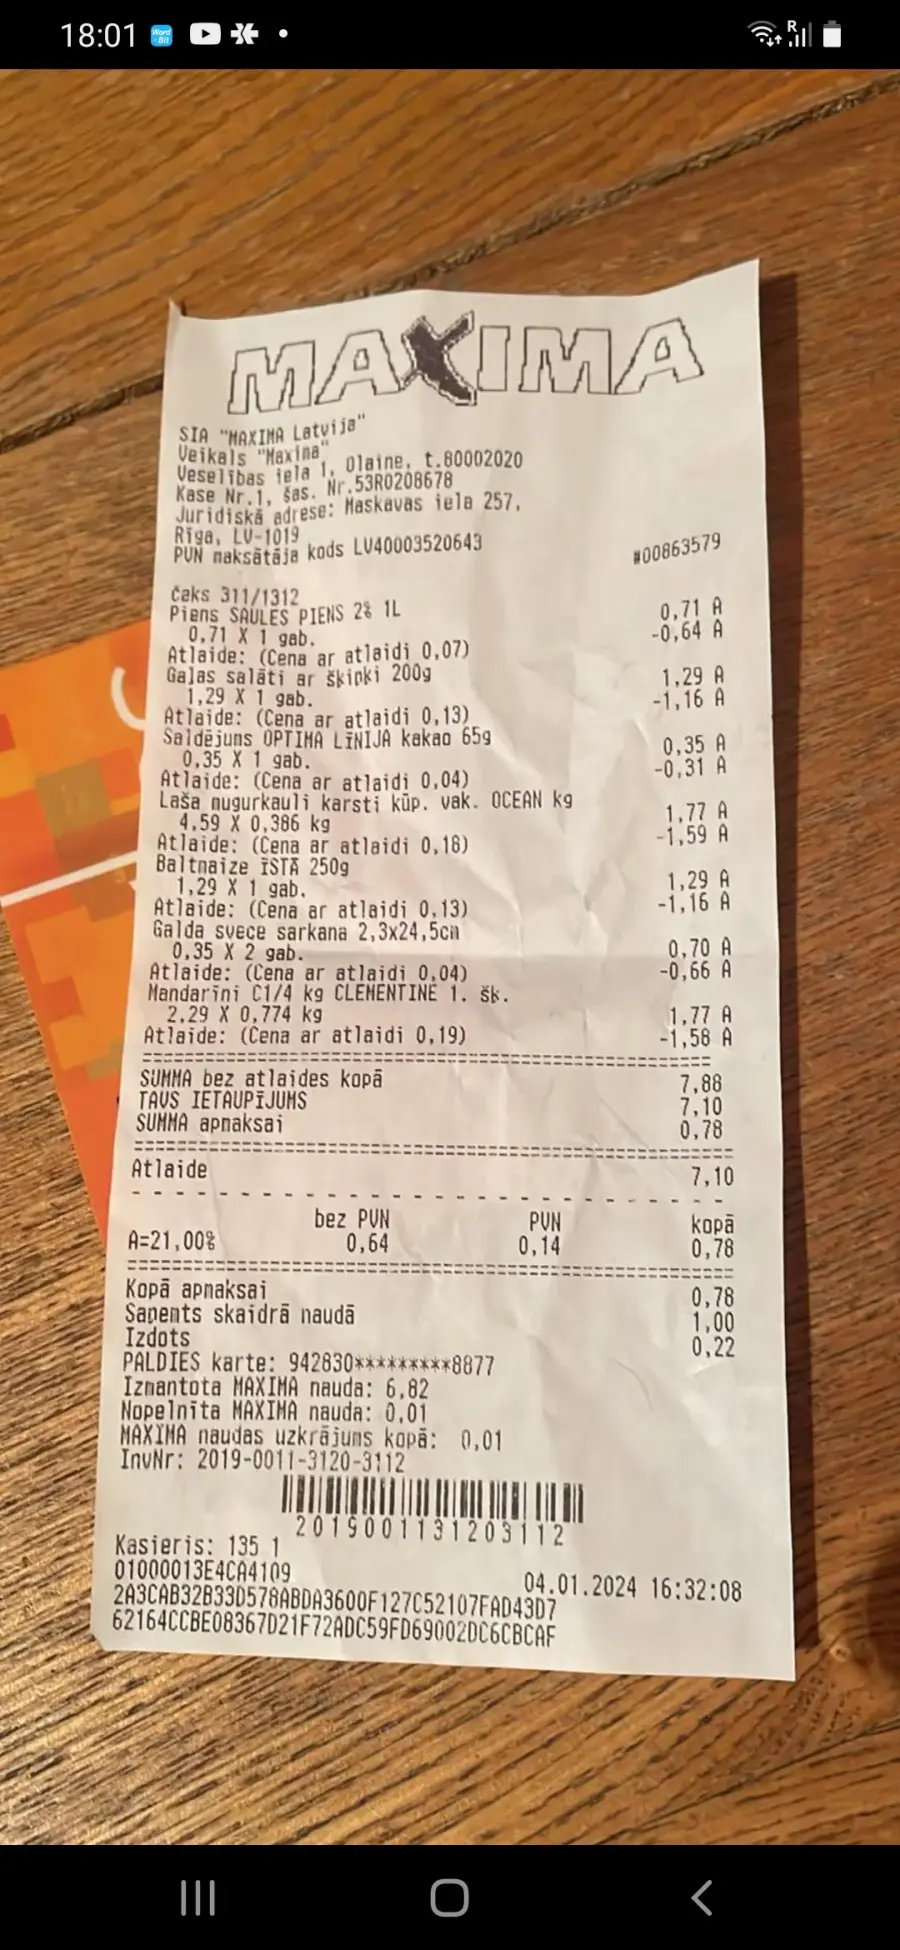 18:01
Word Bit
R
MAXIMA
SIA "MAXIMA Latvija"
Veikals "Maxima"
Veselības iela 1, Olaine, t.80002020
Kase Nr.1, šas. Nr.53R0208678
Juridiskā adrese: Maskavas iela 257,
Rīga, LV-1019
PVN maksātāja kods LV40003520643
#00863579
čeks 311/1312
Piens SAULES PIENS 2% 1L 0,71 A
0,71 X 1 gab. -0,64 A
Atlaide: (Cena ar atlaidi 0,07)
Gaļas salāti ar šķiņķi 200g 1,29 A
1,29 X 1 gab. -1,16 A
Atlaide: (Cena ar atlaidi 0,13)
Saldējums OPTIMA LĪNIJA kakao 65g 0,35 A
0,35 X 1 gab. -0,31 A
Atlaide: (Cena ar atlaidi 0,04)
Laša mugurkauli karsti kūp. vak. OCEAN kg 1,77 A
4,59 X 0,386 kg -1,59 A
Atlaide: (Cena ar atlaidi 0,18)
Baltmaize ĪSTĀ 250g 1,29 A
1,29 X 1 gab. -1,16 A
Atlaide: (Cena ar atlaidi 0,13)
Galda svece sarkana 2,3x24,5cm 0,70 A
0,35 X 2 gab. -0,66 A
Atlaide: (Cena ar atlaidi 0,04)
Mandarīni C1/4 kg CLEMENTINE 1. šķ. 1,77 A
2,29 X 0,774 kg -1,58 A
Atlaide: (Cena ar atlaidi 0,19)
SUMMA bez atlaides kopā 7,88
TAVS IETAUPĪJUMS 7,10
SUMMA apmaksai 0,78
Atlaide 7,10
bez PVN PVN kopā
A=21,00% 0,64 0,14 0,78
Kopā apmaksai 0,78
Saņemts skaidrā naudā 1,00
Izdots 0,22
PALDIES karte: 942830*********8877
Izmantota MAXIMA nauda: 6,82
Nopelnīta MAXIMA nauda: 0,01
MAXIMA naudas uzkrājums kopā: 0,01
InvNr: 2019-0011-3120-3112
2019001131203112
Kasieris: 135 1
01000013E4CA4109 04.01.2024 16:32:08
2A3CAB32B33D578ABDA3600F127C52107FAD43D7
62164CCBE08367D21F72ADC59FD69002DC6CBCAF